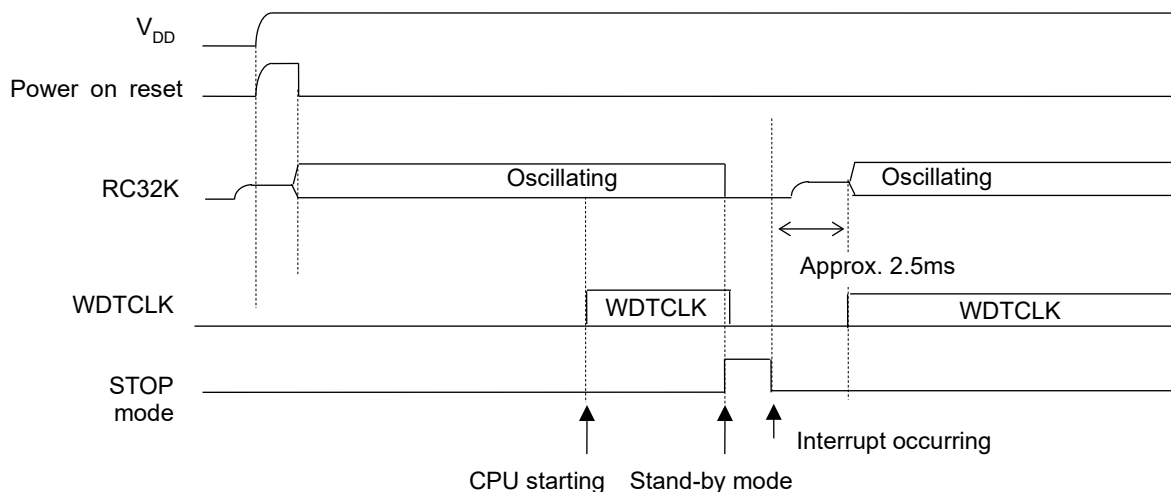 VDD
Power on reset
RC32K
Oscillating
Oscillating
Approx. 2.5ms
WDTCLK
WDTCLK
WDTCLK
STOP
mode
Interrupt occurring
CPU starting
Stand-by mode